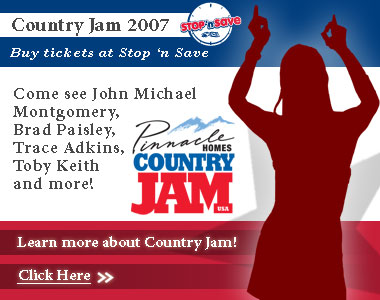 Country Jam 2007
STOP 'n SAVE
Buy tickets at Stop ‘n Save
Come see John Michael
Montgomery,
Brad Paisley,
Trace Adkins,
Toby Keith
and more!
Pinnacle
HOMES
COUNTRY
JAM
USA
Learn more about Country Jam!
Click Here >>